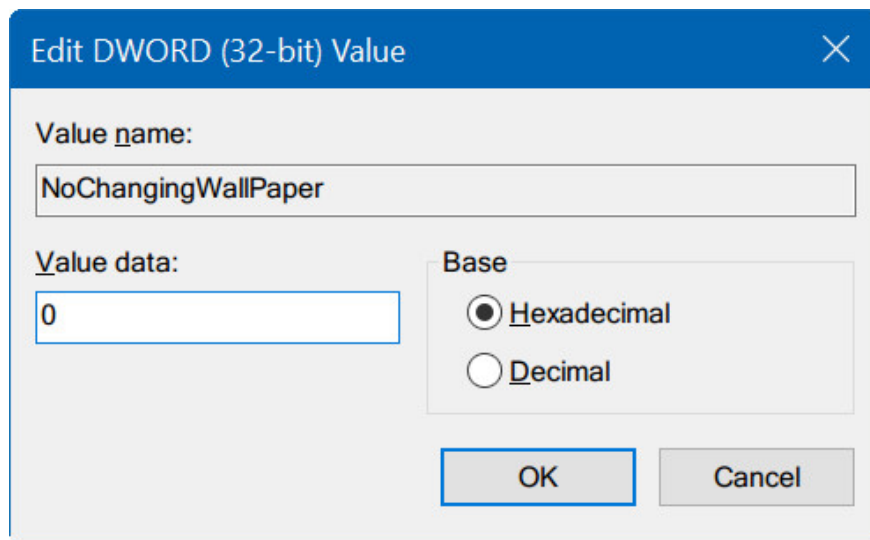 Edit DWORD (32-bit) Value
Value name:
NoChangingWallPaper
Value data:
0
Base
Hexadecimal
Decimal
OK
Cancel